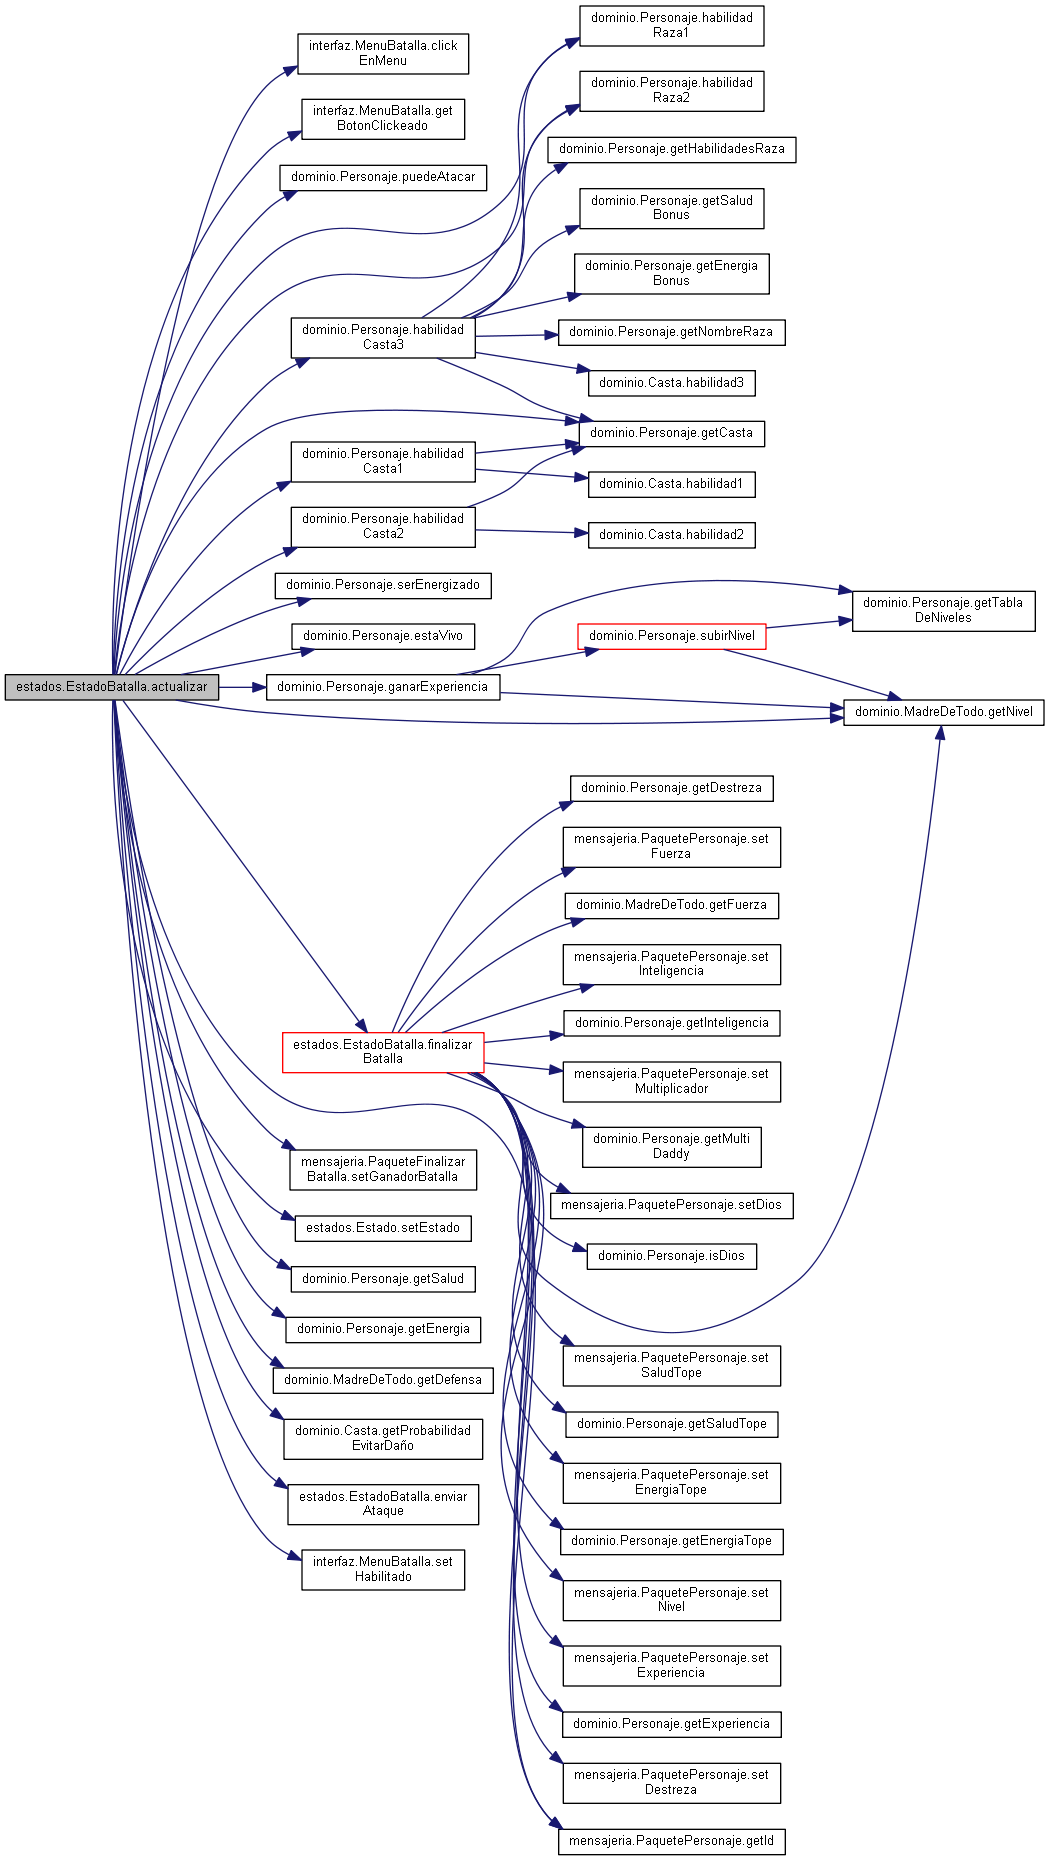 estados.EstadoBatalla.actualizar
interfaz.MenuBatalla.click
EnMenu
interfaz.MenuBatalla.get
BotonClickeado
dominio.Personaje.puedeAtacar
dominio.Personaje.habilidad
Casta3
dominio.Personaje.habilidad
Casta1
dominio.Personaje.habilidad
Casta2
dominio.Personaje.serEnergizado
dominio.Personaje.estaVivo
dominio.Personaje.ganarExperiencia
estados.EstadoBatalla.finalizar
Batalla
mensajeria.PaqueteFinalizar
Batalla.setGanadorBatalla
estados.Estado.setEstado
dominio.Personaje.getSalud
dominio.Personaje.getEnergia
dominio.MadreDeTodo.getDefensa
dominio.Casta.getProbabilidad
EvitarDaño
estados.EstadoBatalla.enviar
Ataque
interfaz.MenuBatalla.set
Habilitado
dominio.Personaje.habilidad
Raza1
dominio.Personaje.habilidad
Raza2
dominio.Personaje.getHabilidadesRaza
dominio.Personaje.getSalud
Bonus
dominio.Personaje.getEnergia
Bonus
dominio.Personaje.getNombreRaza
dominio.Casta.habilidad3
dominio.Personaje.getCasta
dominio.Casta.habilidad1
dominio.Casta.habilidad2
dominio.Personaje.subirNivel
dominio.Personaje.getDestreza
mensajeria.PaquetePersonaje.set
Fuerza
dominio.MadreDeTodo.getFuerza
mensajeria.PaquetePersonaje.set
Inteligencia
dominio.Personaje.getInteligencia
mensajeria.PaquetePersonaje.set
Multiplicador
dominio.Personaje.getMulti
Daddy
mensajeria.PaquetePersonaje.setDios
dominio.Personaje.isDios
mensajeria.PaquetePersonaje.set
SaludTope
dominio.Personaje.getSaludTope
mensajeria.PaquetePersonaje.set
EnergiaTope
dominio.Personaje.getEnergiaTope
mensajeria.PaquetePersonaje.set
Nivel
mensajeria.PaquetePersonaje.set
Experiencia
dominio.Personaje.getExperiencia
mensajeria.PaquetePersonaje.set
Destreza
mensajeria.PaquetePersonaje.getId
dominio.Personaje.getTabla
DeNiveles
dominio.MadreDeTodo.getNivel